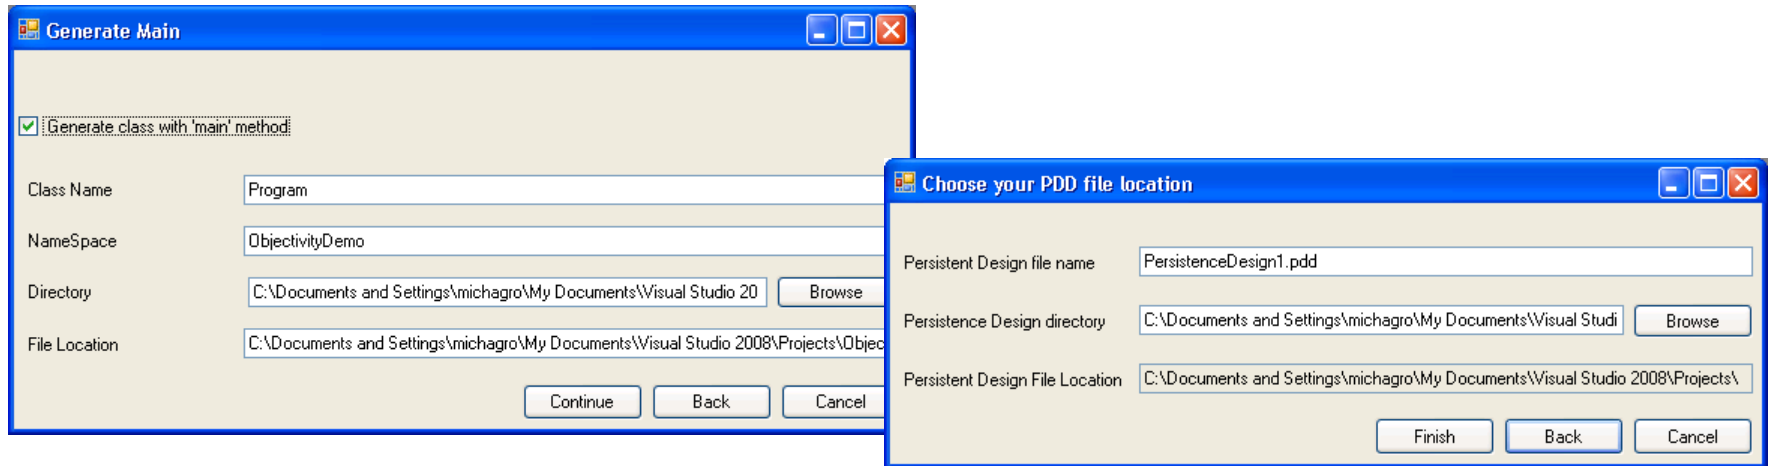 Generate Main
Generate class with 'main' method
Class Name Program
NameSpace ObjectivityDemo
Directory C:\Documents and Settings\michagro\My Documents\Visual Studio 20 Browse
File Location C:\Documents and Settings\michagro\My Documents\Visual Studio 2008\Projects\Objec
Continue Back Cancel
Choose your PDD file location
Persistent Design file name PersistenceDesign1.pdd
Persistence Design directory C:\Documents and Settings\michagro\My Documents\Visual Studi Browse
Persistent Design File Location C:\Documents and Settings\michagro\My Documents\Visual Studio 2008\Projects\
Finish Back Cancel